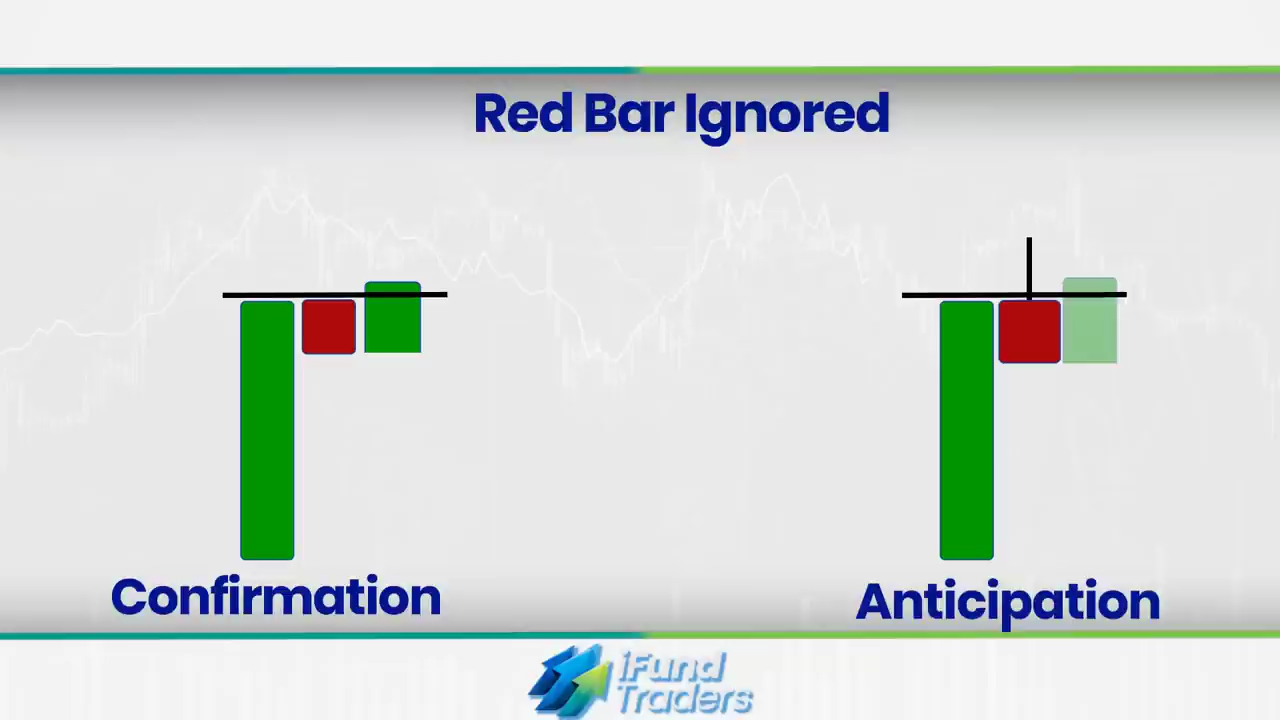 Red Bar Ignored
Confirmation
Anticipation
iFund
Traders